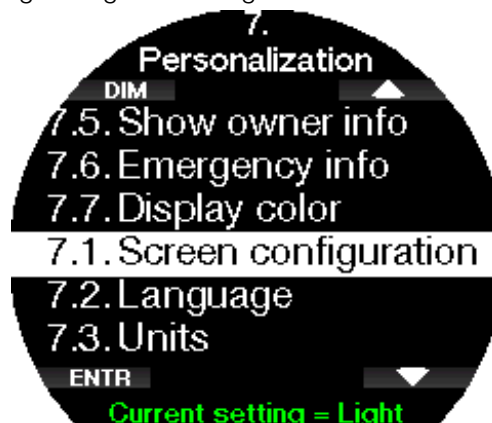 7.
Personalization
DIM
7.5. Show owner info
7.6. Emergency info
7.7. Display color
7.1. Screen configuration
7.2. Language
7.3. Units
ENTR
Current setting = Light